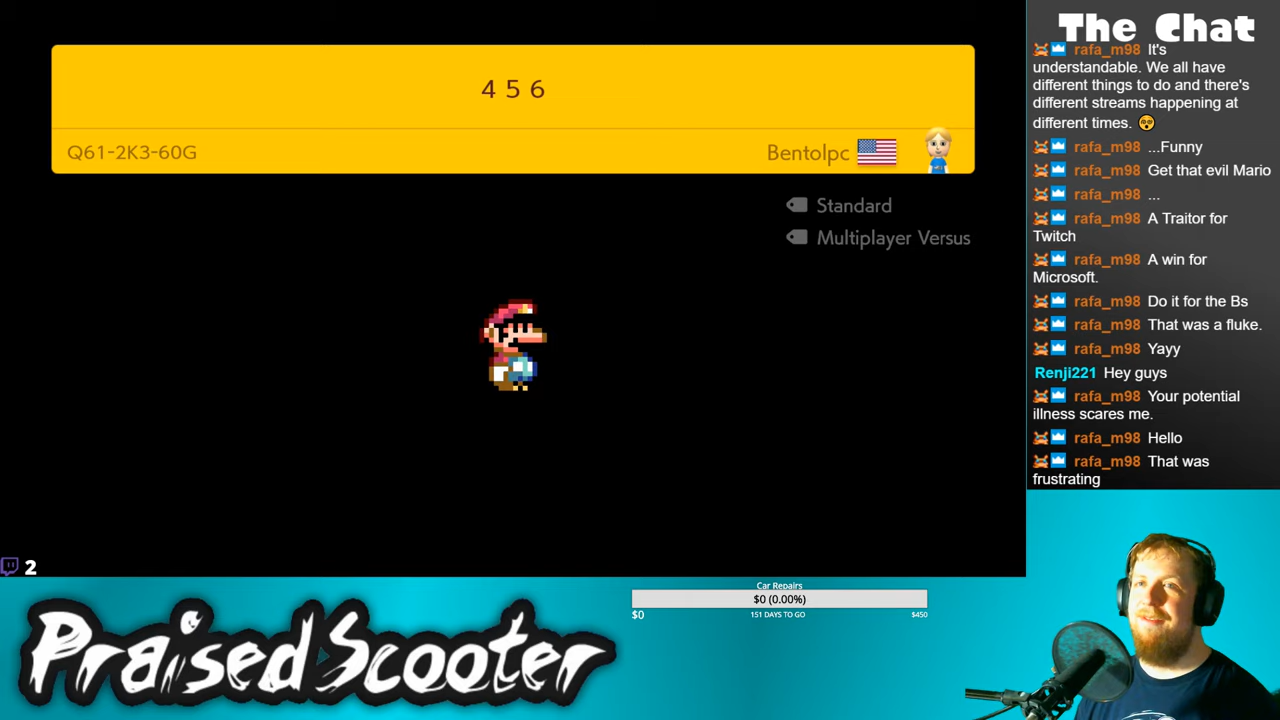 4 5 6
Q61-2K3-60G
Bentolpc
Standard
Multiplayer Versus
2
The Chat
rafa_m98 It's
understandable. We all have
different things to do and there's
different streams happening at
different times. 😵
rafa_m98 ...Funny
rafa_m98 Get that evil Mario
rafa_m98 ...
rafa_m98 A Traitor for
Twitch
rafa_m98 A win for
Microsoft.
rafa_m98 Do it for the Bs
rafa_m98 That was a fluke.
rafa_m98 Yayy
Renji221 Hey guys
rafa_m98 Your potential
illness scares me.
rafa_m98 Hello
rafa_m98 That was
frustrating
PraisedScooter
Car Repairs
$0 (0.00%)
$0 151 DAYS TO GO $450